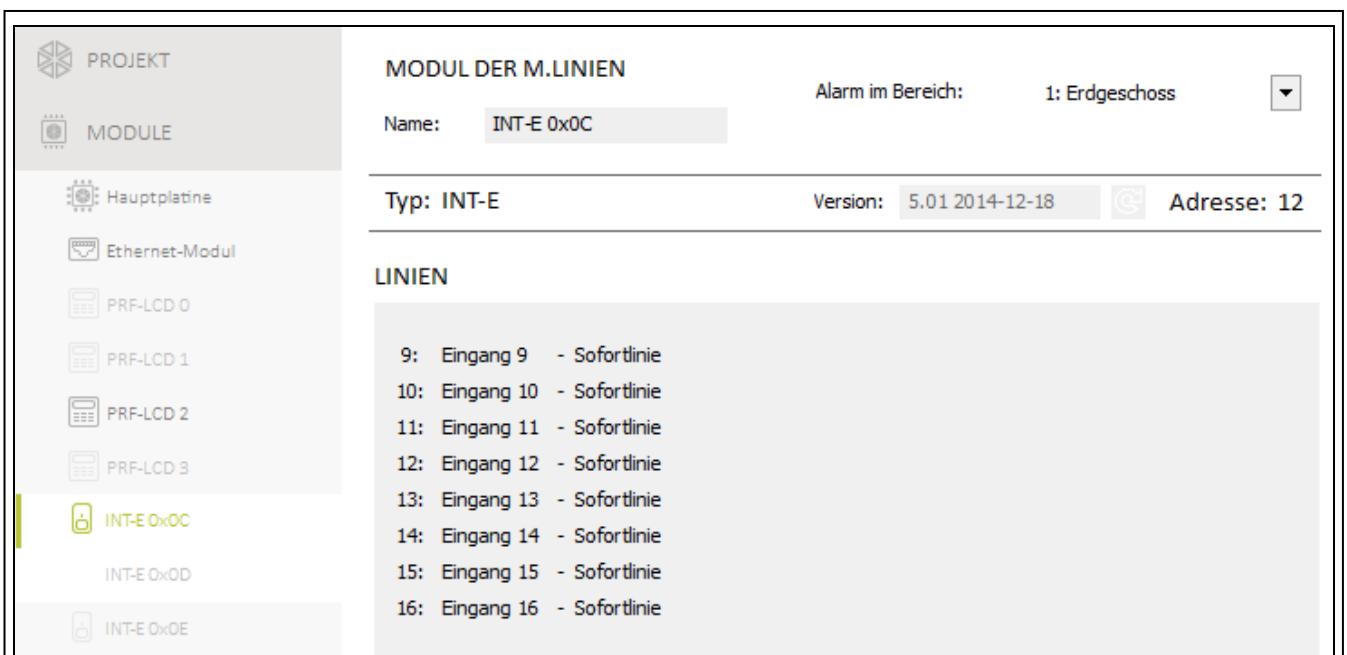 PROJEKT
MODULE
Hauptplatine
Ethernet-Modul
PRF-LCD 0
PRF-LCD 1
PRF-LCD 2
PRF-LCD 3
INT-E 0x0C
INT-E 0x0D
INT-E 0x0E
MODUL DER M.LINIEN
Name: INT-E 0x0C
Alarm im Bereich: 1: Erdgeschoss
Typ: INT-E Version: 5.01 2014-12-18 Adresse: 12
LINIEN
9: Eingang 9 - Sofortlinie
10: Eingang 10 - Sofortlinie
11: Eingang 11 - Sofortlinie
12: Eingang 12 - Sofortlinie
13: Eingang 13 - Sofortlinie
14: Eingang 14 - Sofortlinie
15: Eingang 15 - Sofortlinie
16: Eingang 16 - Sofortlinie